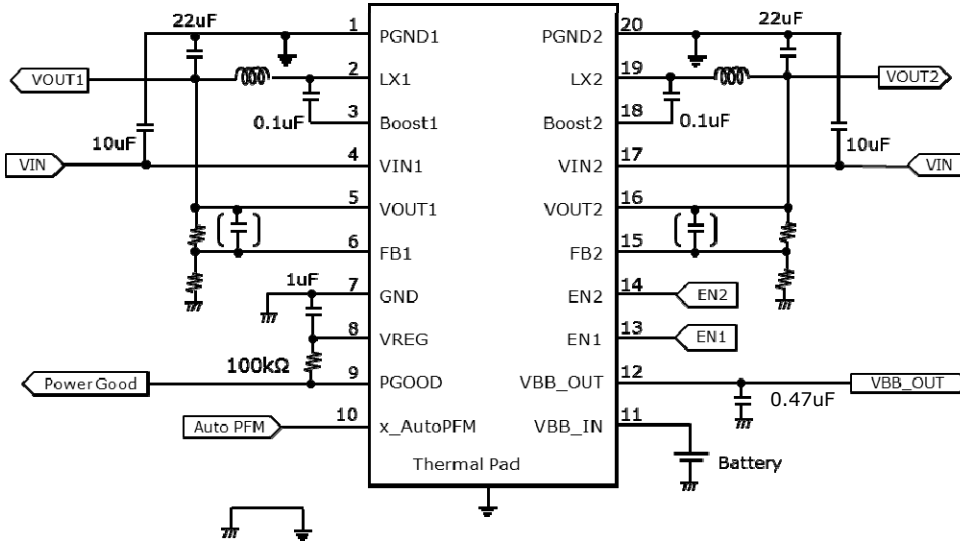 22uF 1 PGND1 PGND2 20 22uF
VOUT1 2 LX1 LX2 19 VOUT2
0.1uF 3 Boost1 Boost2 18 0.1uF
10uF 10uF
VIN 4 VIN1 VIN2 17 VIN
5 VOUT1 VOUT2 16
6 FB1 FB2 15
1uF 7 GND EN2 14 EN2
8 VREG EN1 13 EN1
100kΩ
Power Good 9 PGOOD VBB_OUT 12 VBB_OUT
0.47uF
Auto PFM 10 x_AutoPFM VBB_IN 11
Thermal Pad Battery